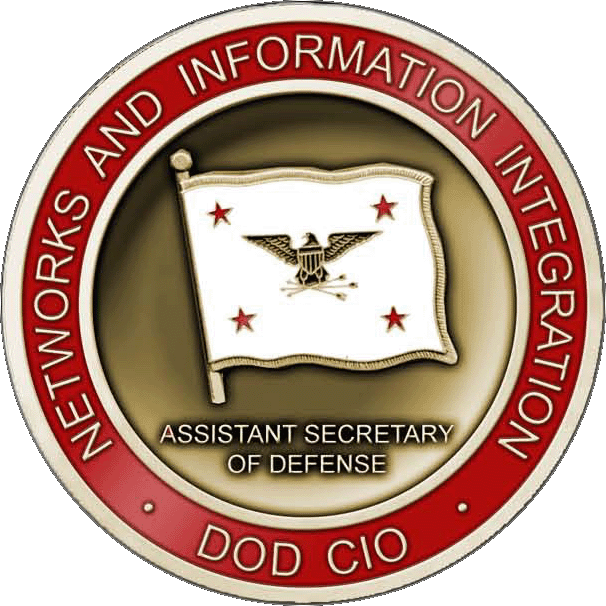 NETWORKS AND INFORMATION INTEGRATION
ASSISTANT SECRETARY
OF DEFENSE
· DOD CIO ·